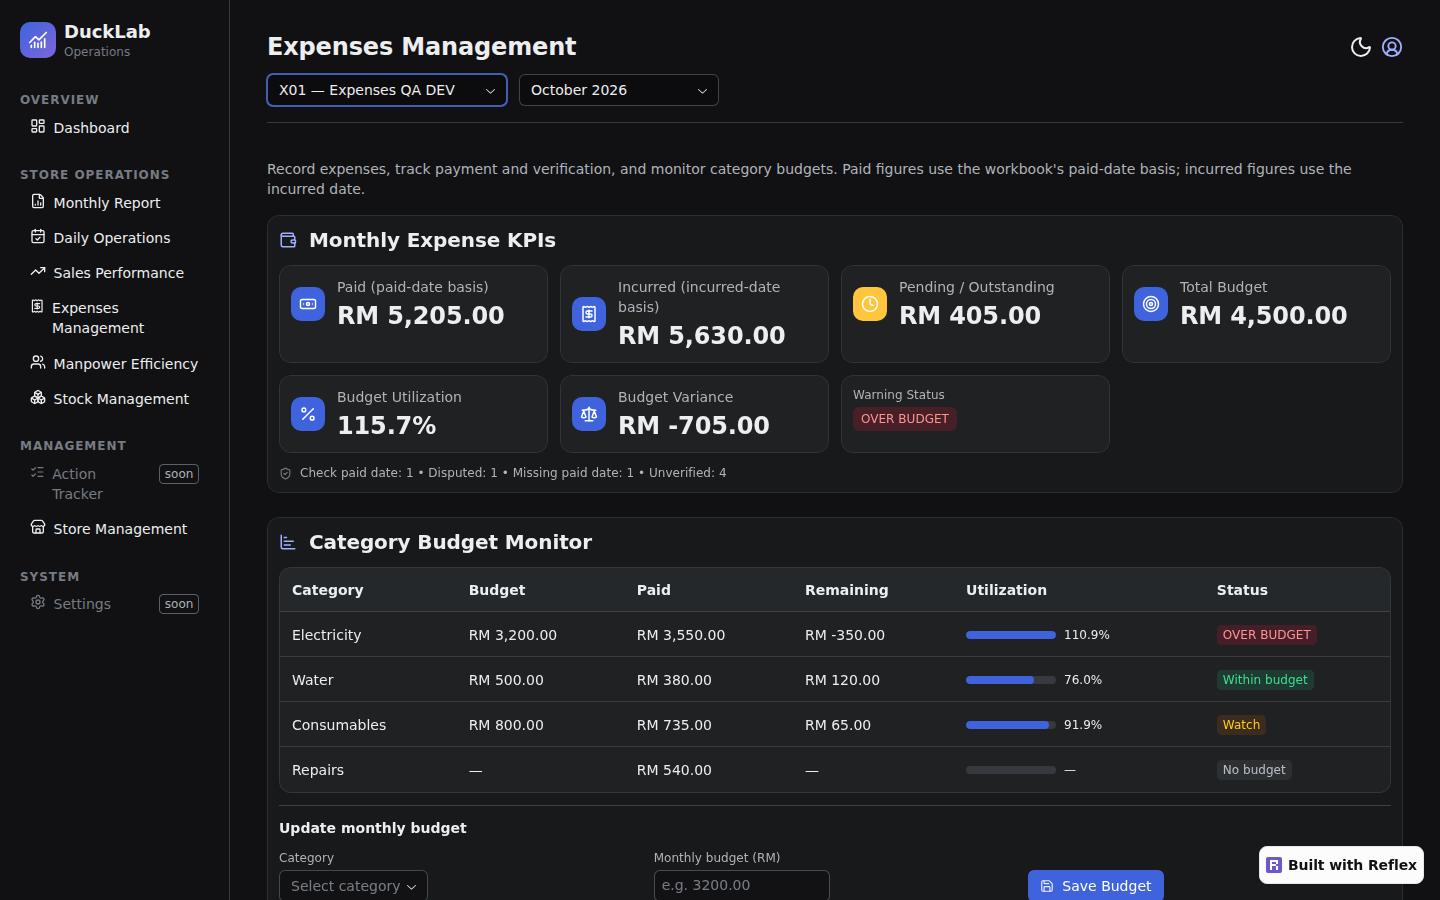 DuckLab
Operations
OVERVIEW
Dashboard
STORE OPERATIONS
Monthly Report
Daily Operations
Sales Performance
Expenses
Management
Manpower Efficiency
Stock Management
MANAGEMENT
Action
Tracker
soon
Store Management
SYSTEM
Settings
soon
Expenses Management
X01 — Expenses QA DEV
October 2026
Record expenses, track payment and verification, and monitor category budgets. Paid figures use the workbook's paid-date basis; incurred figures use the
incurred date.
Monthly Expense KPIs
Paid (paid-date basis)
RM 5,205.00
Incurred (incurred-date
basis)
RM 5,630.00
Pending / Outstanding
RM 405.00
Total Budget
RM 4,500.00
Budget Utilization
115.7%
Budget Variance
RM -705.00
Warning Status
OVER BUDGET
Check paid date: 1 • Disputed: 1 • Missing paid date: 1 • Unverified: 4
Category Budget Monitor
Category Budget Paid Remaining Utilization Status
Electricity RM 3,200.00 RM 3,550.00 RM -350.00 110.9% OVER BUDGET
Water RM 500.00 RM 380.00 RM 120.00 76.0% Within budget
Consumables RM 800.00 RM 735.00 RM 65.00 91.9% Watch
Repairs — RM 540.00 — — No budget
Update monthly budget
Category
Select category
Monthly budget (RM)
e.g. 3200.00
Save Budget
Built with Reflex